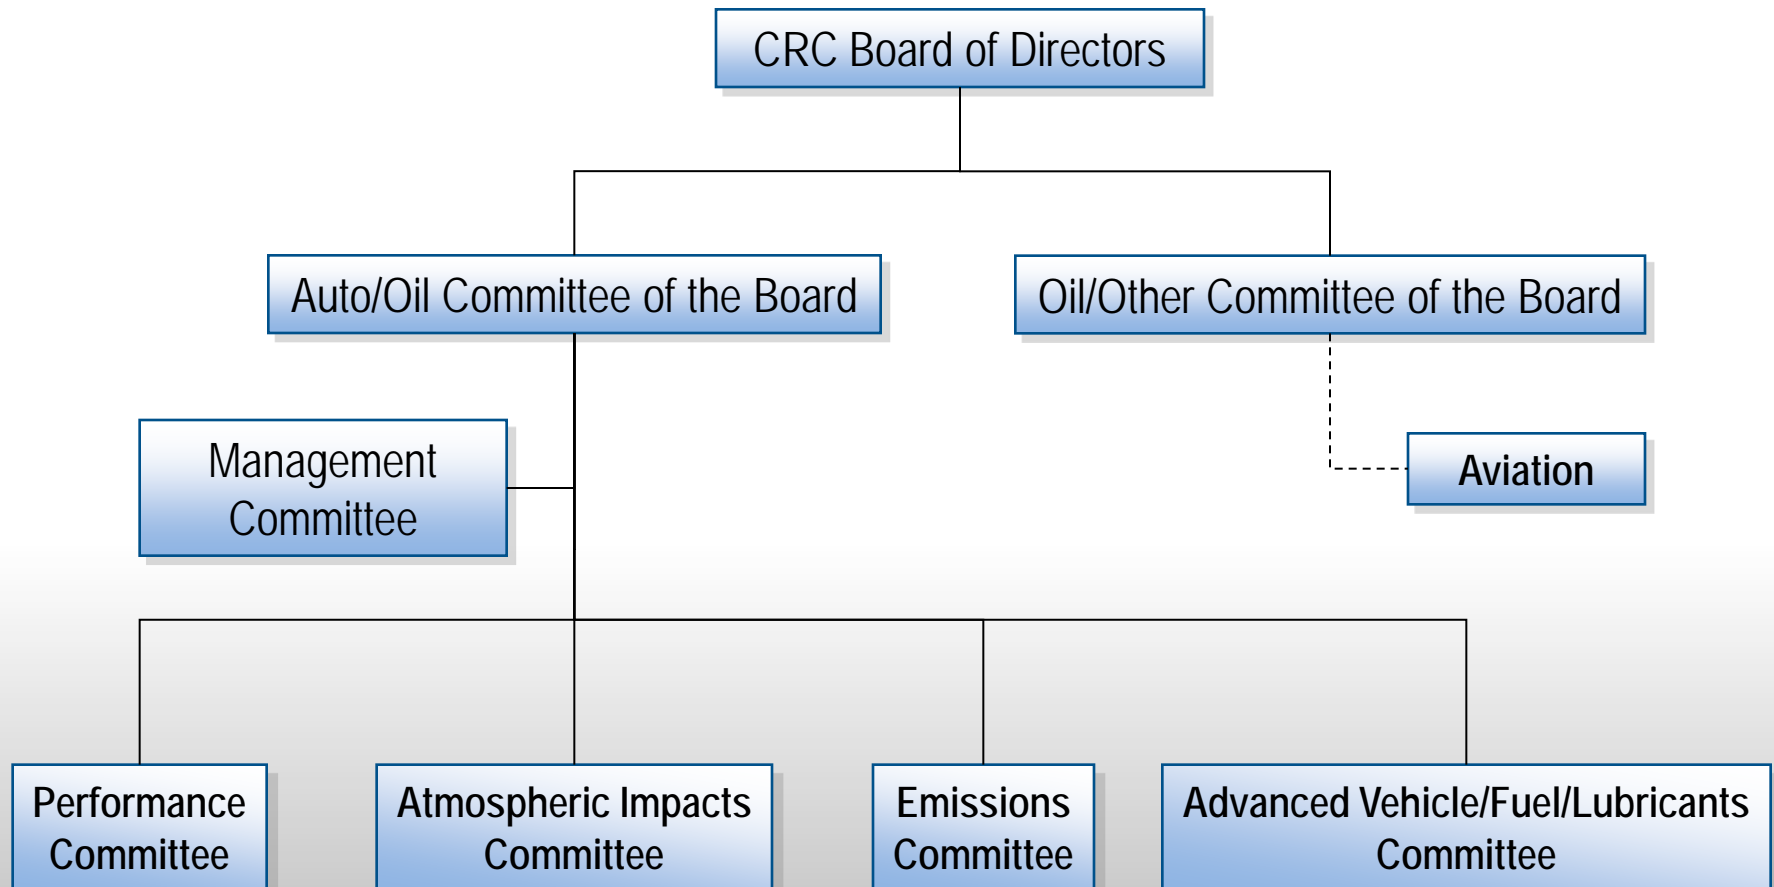 CRC Board of Directors
Auto/Oil Committee of the Board
Oil/Other Committee of the Board
Management
Committee
Aviation
Performance
Committee
Atmospheric Impacts
Committee
Emissions
Committee
Advanced Vehicle/Fuel/Lubricants
Committee